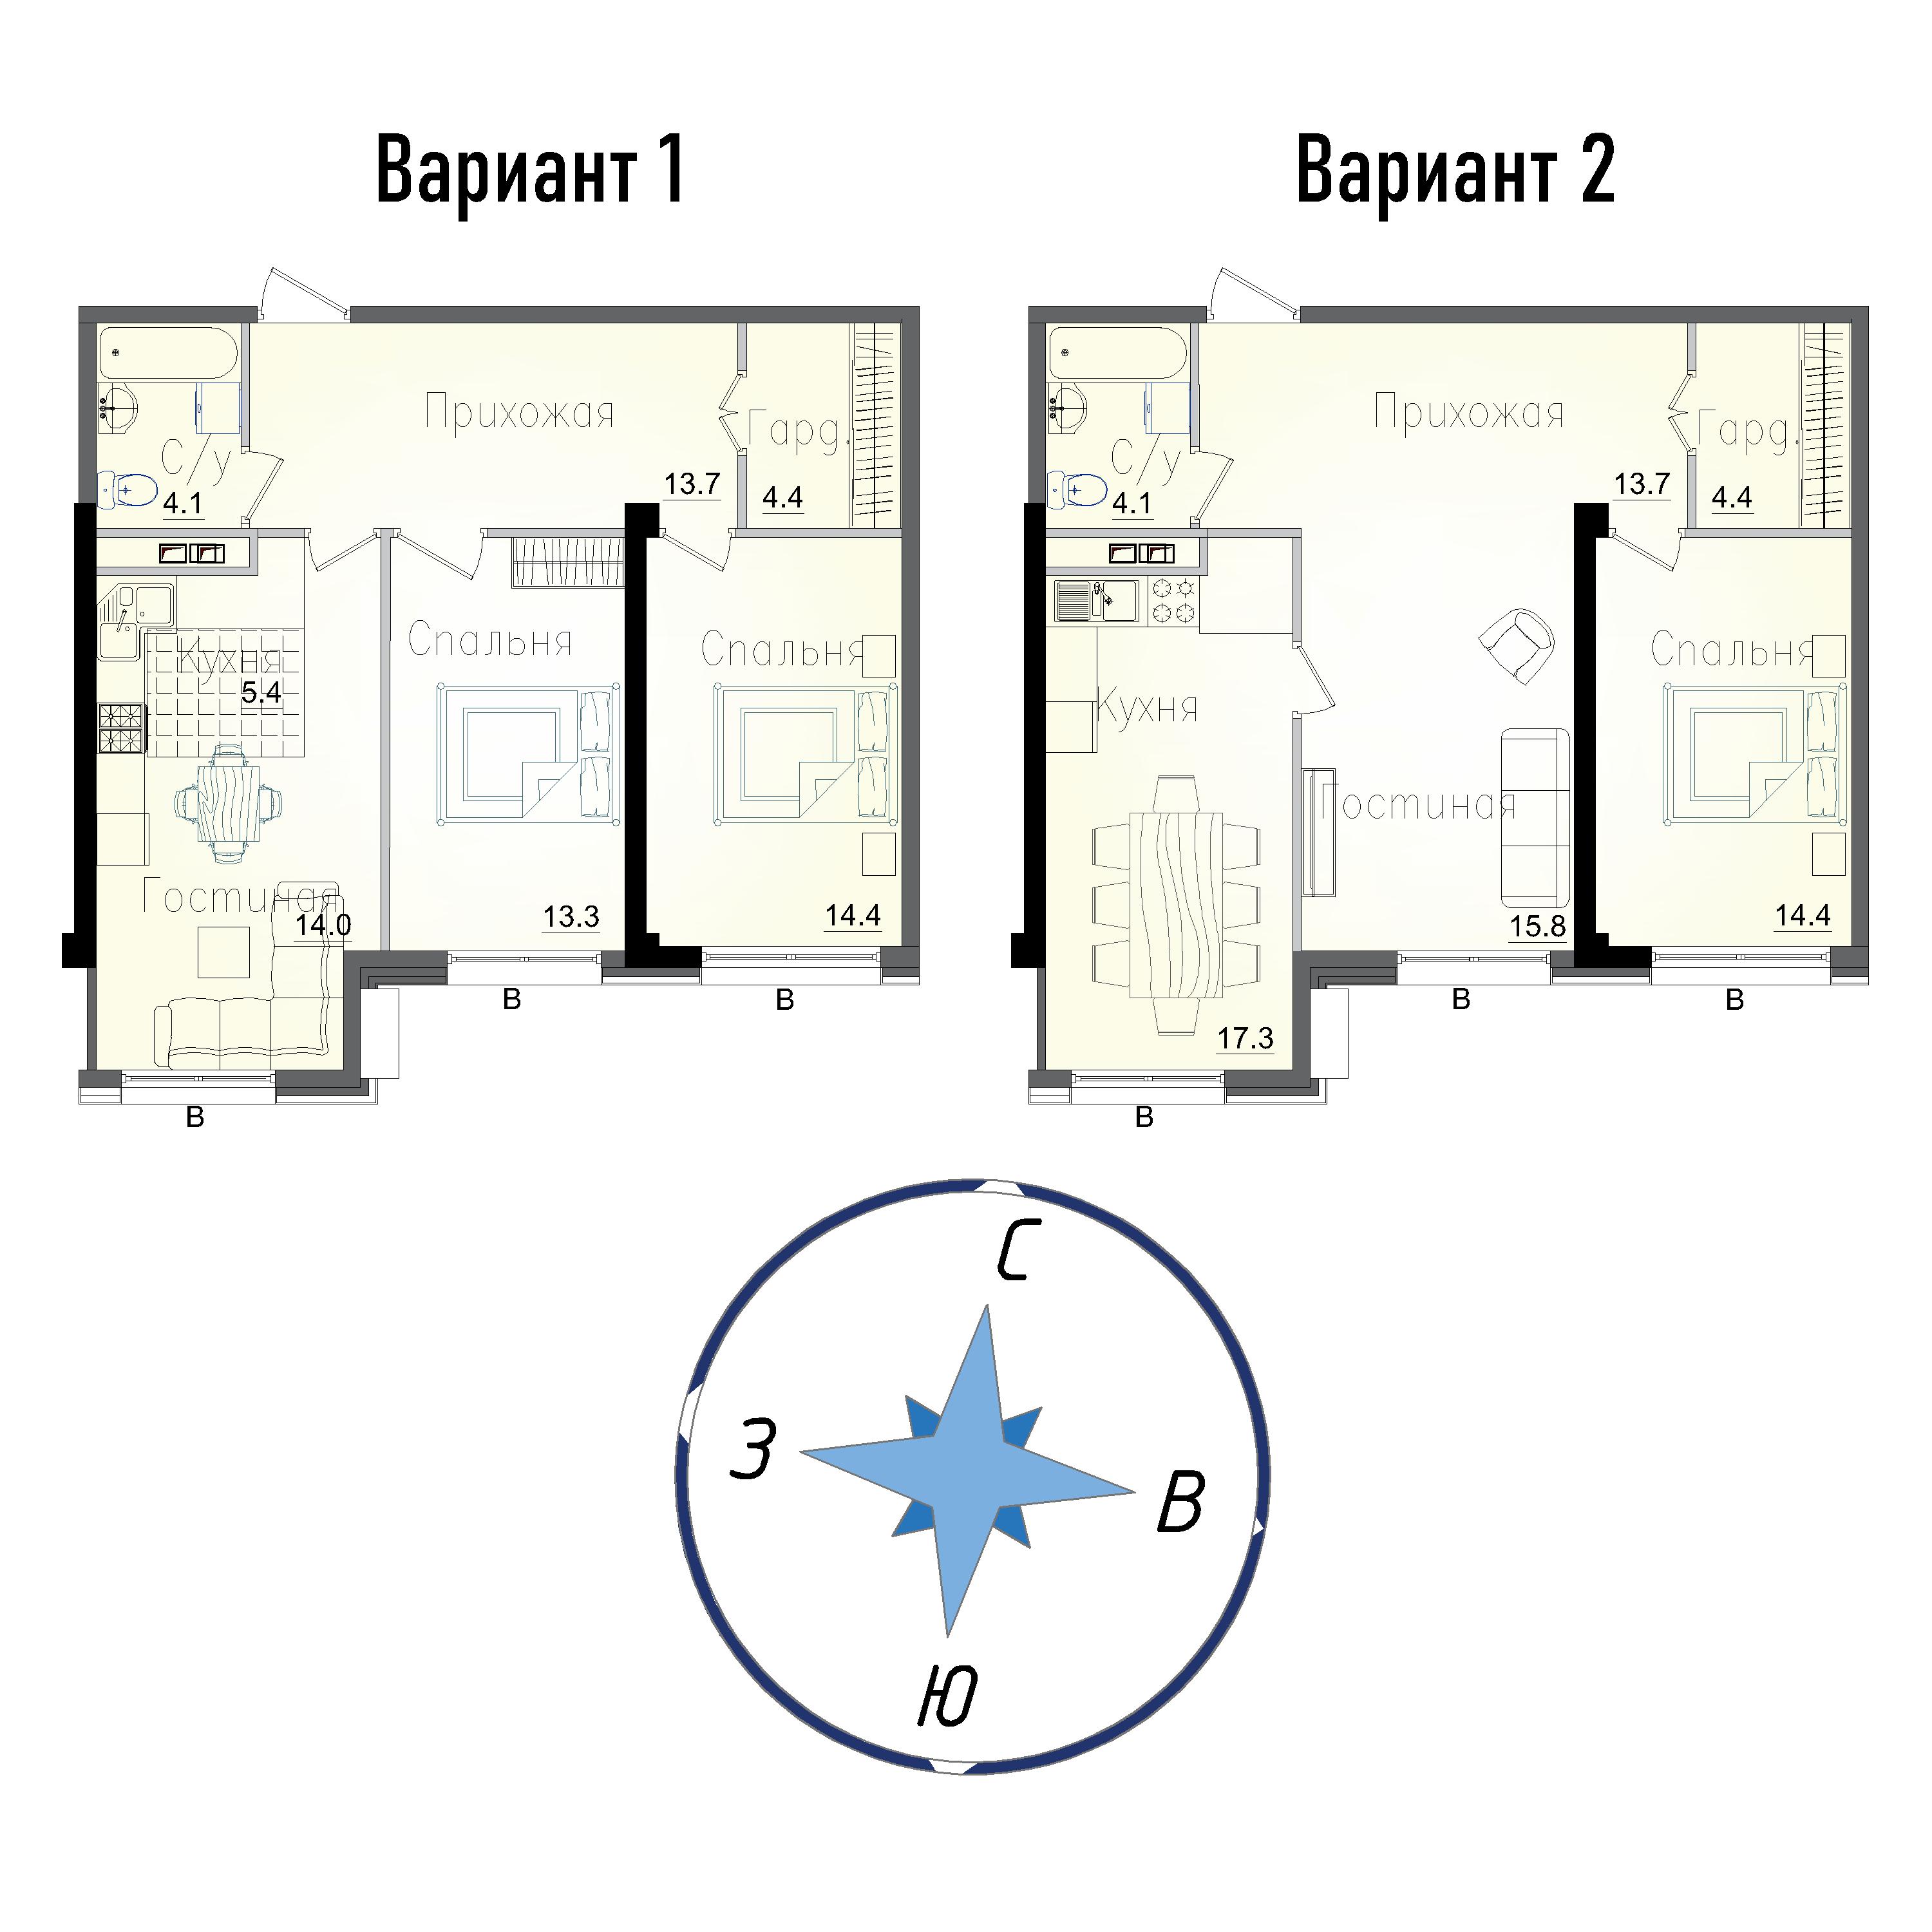 Вариант 1
Прихожая
13.7
Гард.
4.4
С/у
4.1
Кухня
5.4
Гостиная
14.0
Спальня
13.3
Спальня
14.4
В
В
В
Вариант 2
Прихожая
13.7
Гард.
4.4
С/у
4.1
Кухня
17.3
Гостиная
15.8
Спальня
14.4
В
В
В
С
З
В
Ю